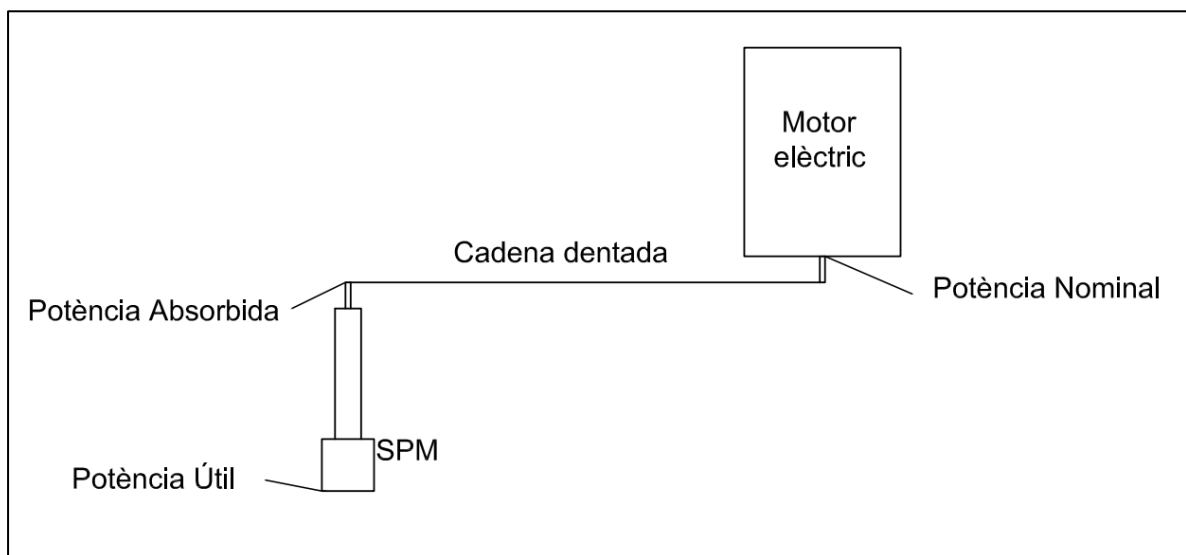 Motor
elèctric
Cadena dentada
Potència Nominal
Potència Absorbida
SPM
Potència Útil